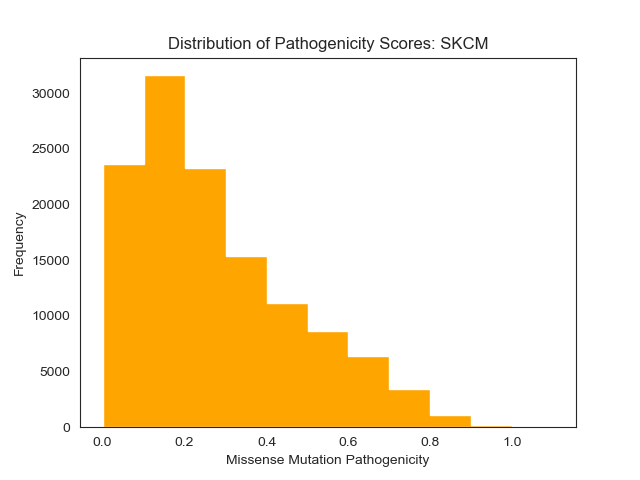 Distribution of Pathogenicity Scores: SKCM
30000
25000
20000
15000
10000
5000
0
Frequency
0.0 0.2 0.4 0.6 0.8 1.0
Missense Mutation Pathogenicity